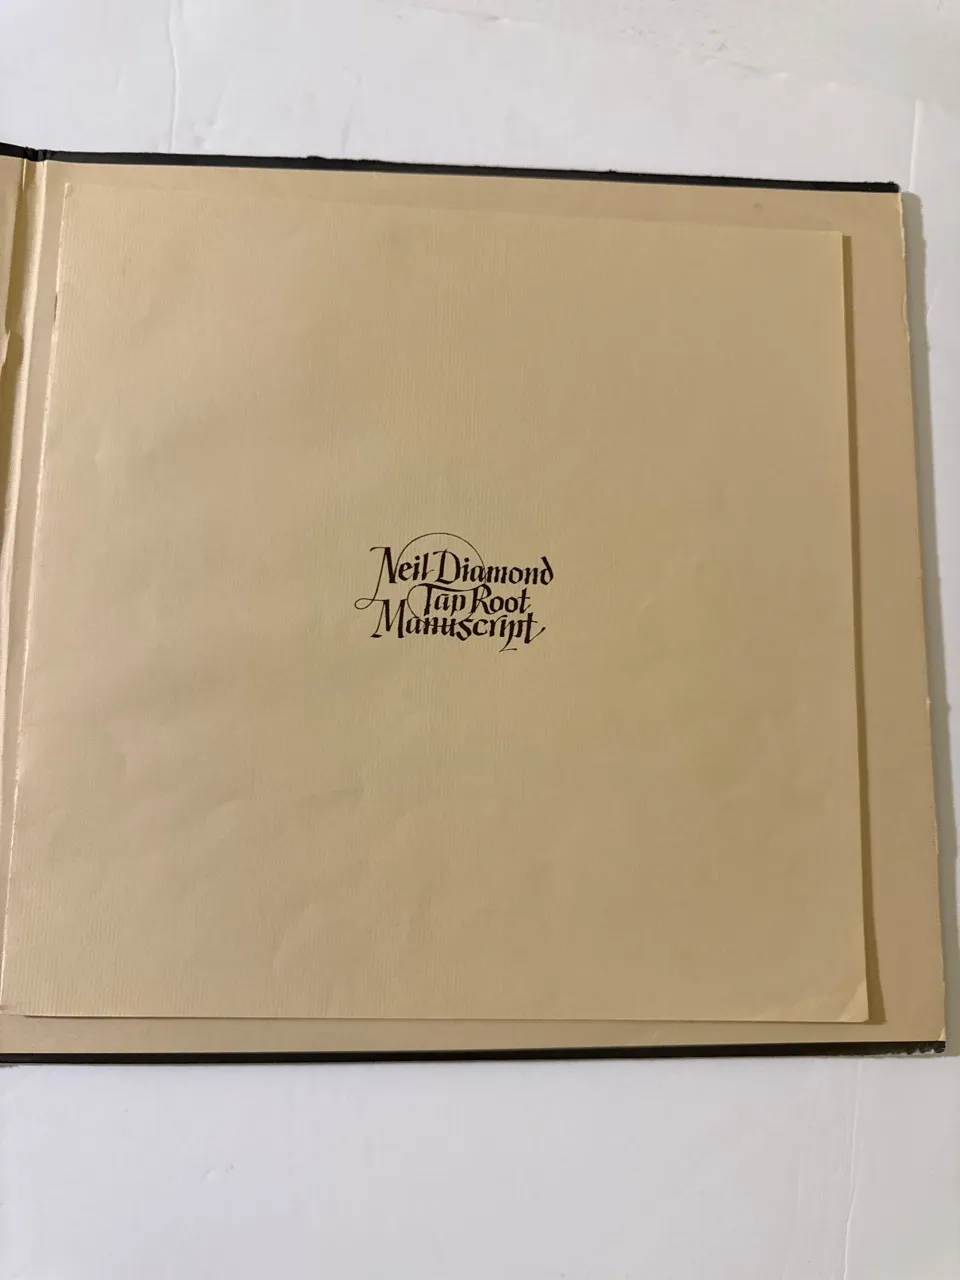 Neil Diamond
Tap Root
Manuscript